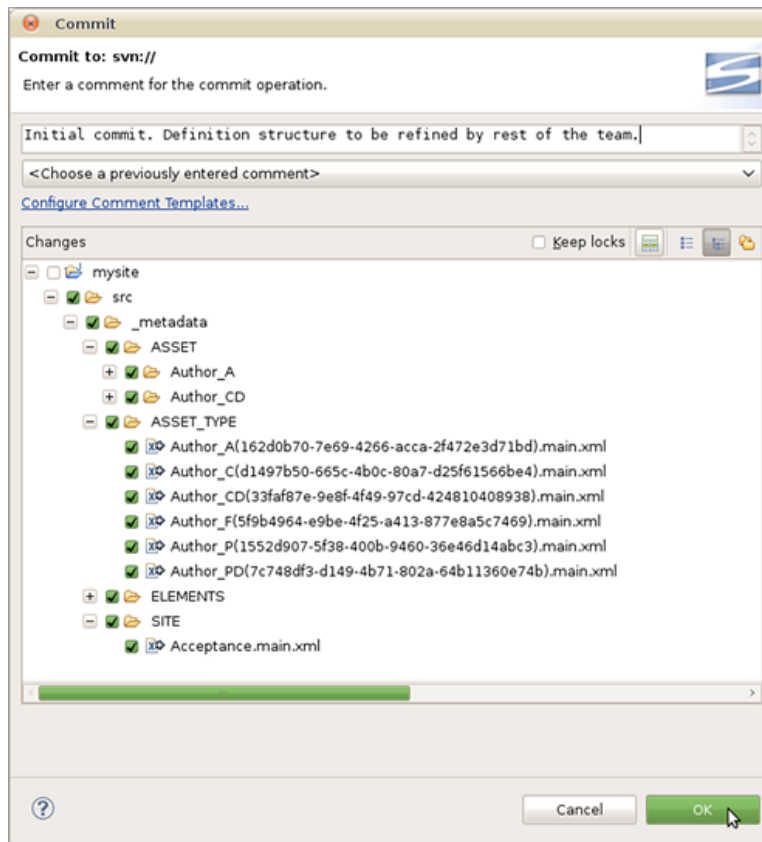 Commit
Commit to: svn://
Enter a comment for the commit operation.
Initial commit. Definition structure to be refined by rest of the team.
<Choose a previously entered comment>
Configure Comment Templates...
Changes Keep locks
mysite
src
_metadata
ASSET
Author_A
Author_CD
ASSET_TYPE
Author_A(162d0b70-7e69-4266-acca-2f472e3d71bd).main.xml
Author_C(d1497b50-665c-4b0c-80a7-d25f61566be4).main.xml
Author_CD(33faf87e-9e8f-4f49-97cd-424810408938).main.xml
Author_F(5f9b4964-e9be-4f25-a413-877e8a5c7469).main.xml
Author_P(1552d907-5f38-400b-9460-36e46d14abc3).main.xml
Author_PD(7c748df3-d149-4b71-802a-64b11360e74b).main.xml
ELEMENTS
SITE
Acceptance.main.xml
Cancel OK